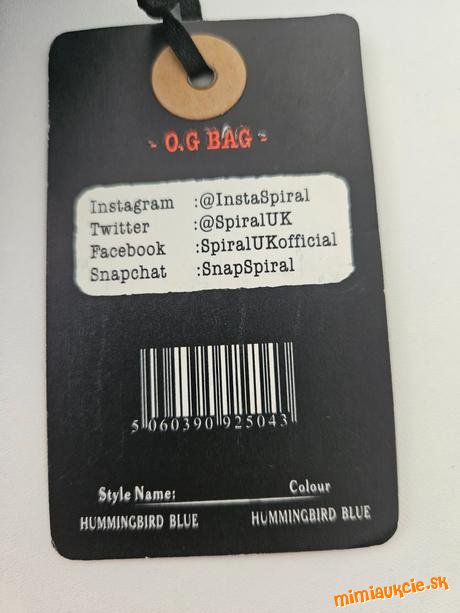 - O.G BAG -
Instagram :@InstaSpiral
Twitter :@SpiralUK
Facebook :SpiralUKofficial
Snapchat :SnapSpiral
5 060390 925043
Style Name: Colour
HUMMINGBIRD BLUE HUMMINGBIRD BLUE
mimiaukcie.sk